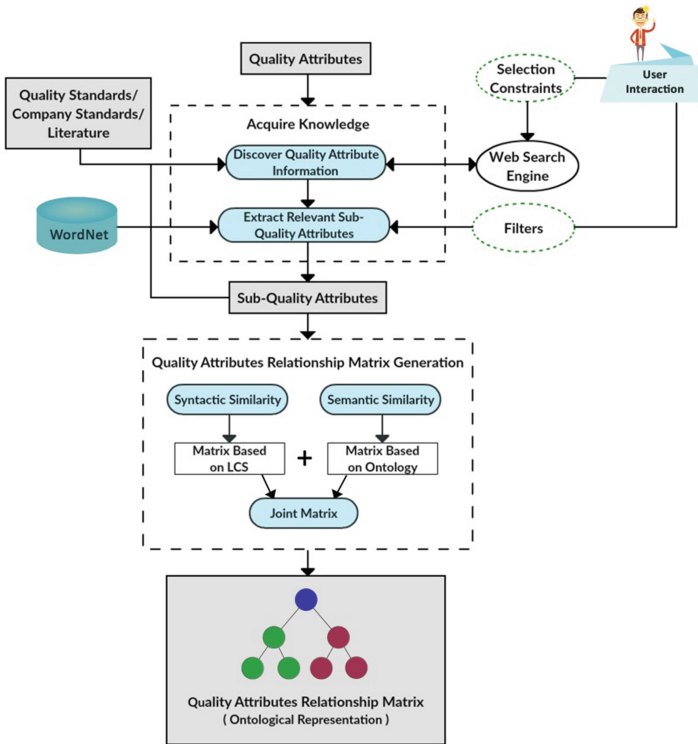 Quality Attributes
Quality Standards/
Company Standards/
Literature
Selection
Constraints
User
Interaction
Acquire Knowledge
Discover Quality Attribute
Information
Web Search
Engine
WordNet
Extract Relevant Sub-
Quality Attributes
Filters
Sub-Quality Attributes
Quality Attributes Relationship Matrix Generation
Syntactic Similarity
Semantic Similarity
Matrix Based
on LCS
+
Matrix Based
on Ontology
Joint Matrix
Quality Attributes Relationship Matrix
( Ontological Representation )